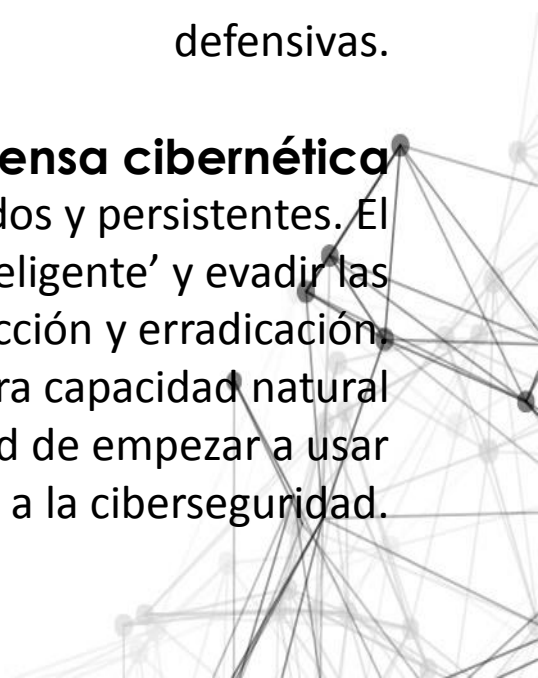 defensivas.
ensa cibernética
dos y persistentes. El
eligente’ y evadir las
cción y erradicación.
ra capacidad natural
d de empezar a usar
a la ciberseguridad.